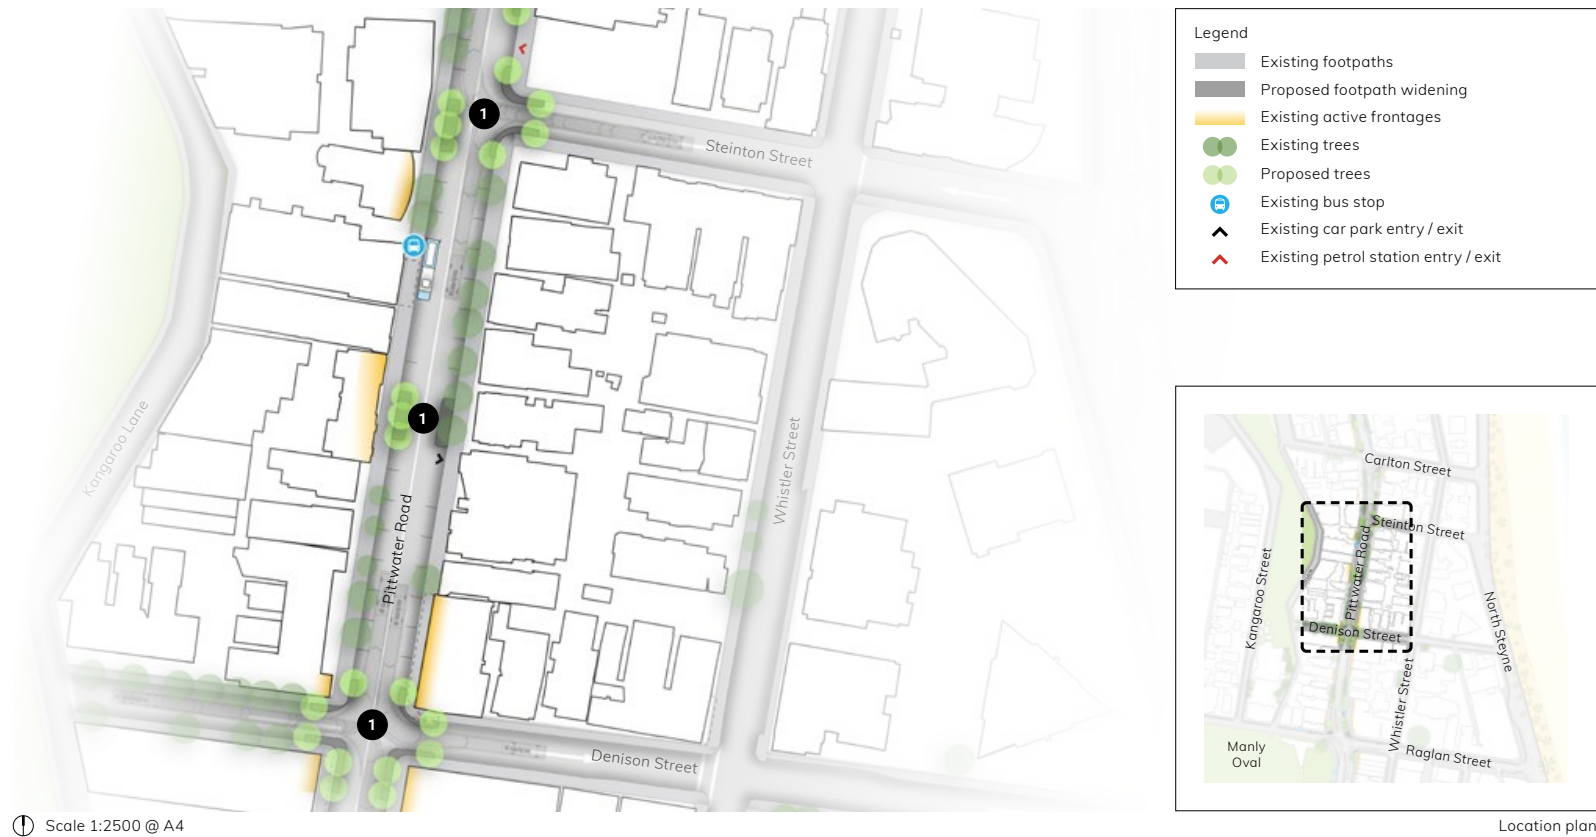 Legend
Existing footpaths
Proposed footpath widening
Existing active frontages
Existing trees
Proposed trees
Existing bus stop
Existing car park entry / exit
Existing petrol station entry / exit
1
Steinton Street
Kangaroo Lane
1
Whistler Street
Pittwater Road
1
Denison Street
Carlton Street
Steinton Street
Pittwater Road
Kangaroo Street
North Steyne
Denison Street
Whistler Street
Manly
Oval
Raglan Street
Scale 1:2500 @ A4
Location plan